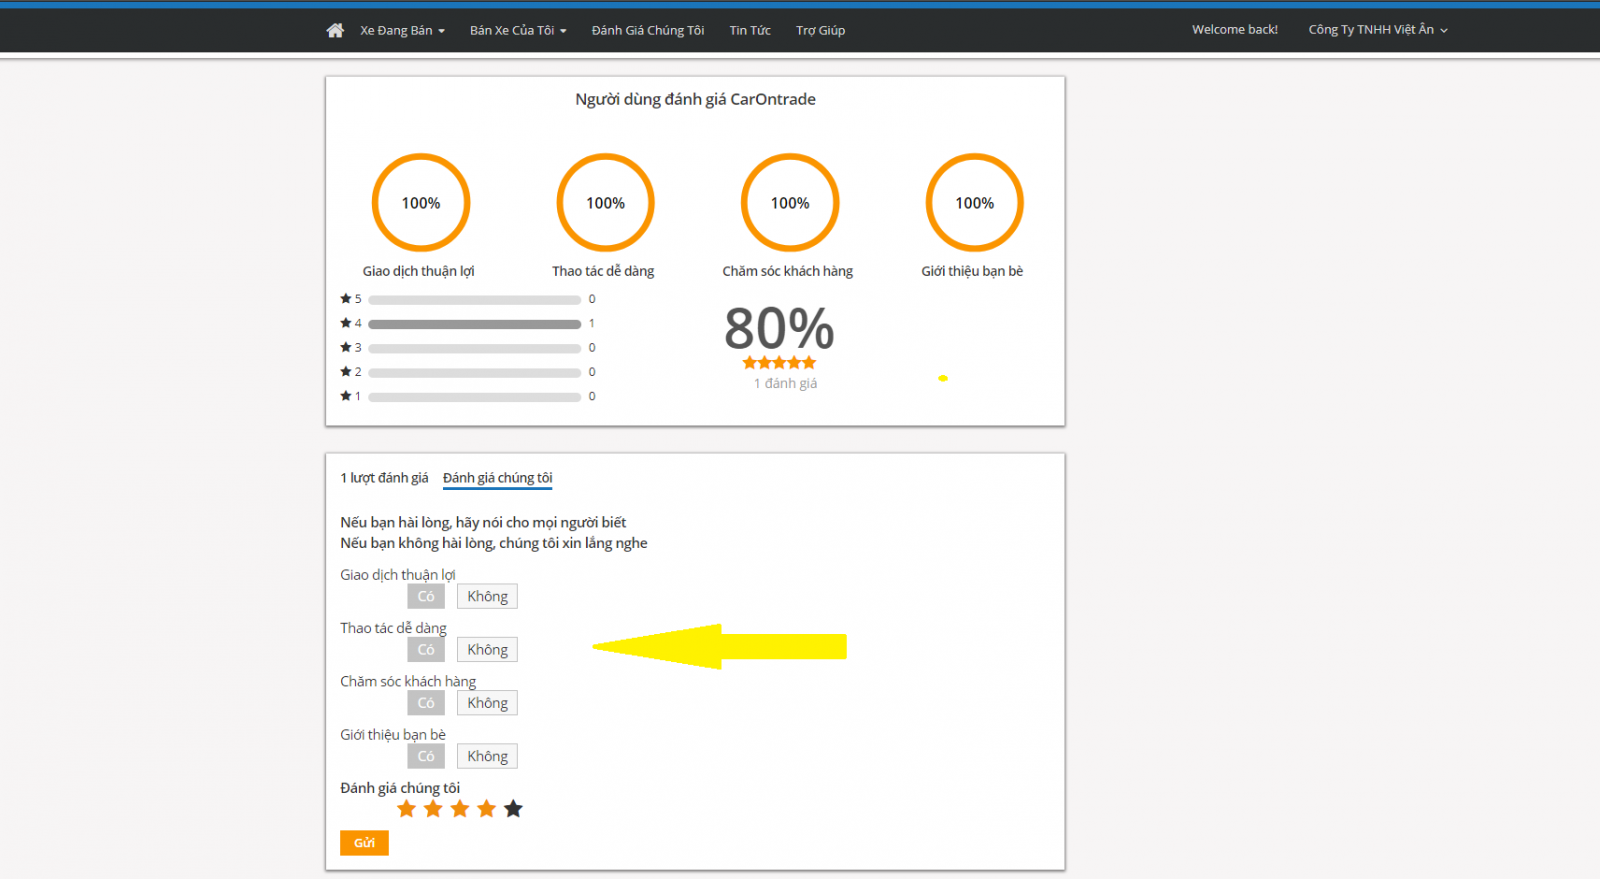 Xe Đang Bán Bán Xe Của Tôi Đánh Giá Chúng Tôi Tin Tức Trợ Giúp Welcome back! Công Ty TNHH Việt Ân
Người dùng đánh giá CarOntrade
100% 100% 100% 100%
Giao dịch thuận lợi Thao tác dễ dàng Chăm sóc khách hàng Giới thiệu bạn bè
5 0
4 1
3 0
2 0
1 0
80%
1 đánh giá
1 lượt đánh giá Đánh giá chúng tôi
Nếu bạn hài lòng, hãy nói cho mọi người biết
Nếu bạn không hài lòng, chúng tôi xin lắng nghe
Giao dịch thuận lợi
Có Không
Thao tác dễ dàng
Có Không
Chăm sóc khách hàng
Có Không
Giới thiệu bạn bè
Có Không
Đánh giá chúng tôi
Gửi